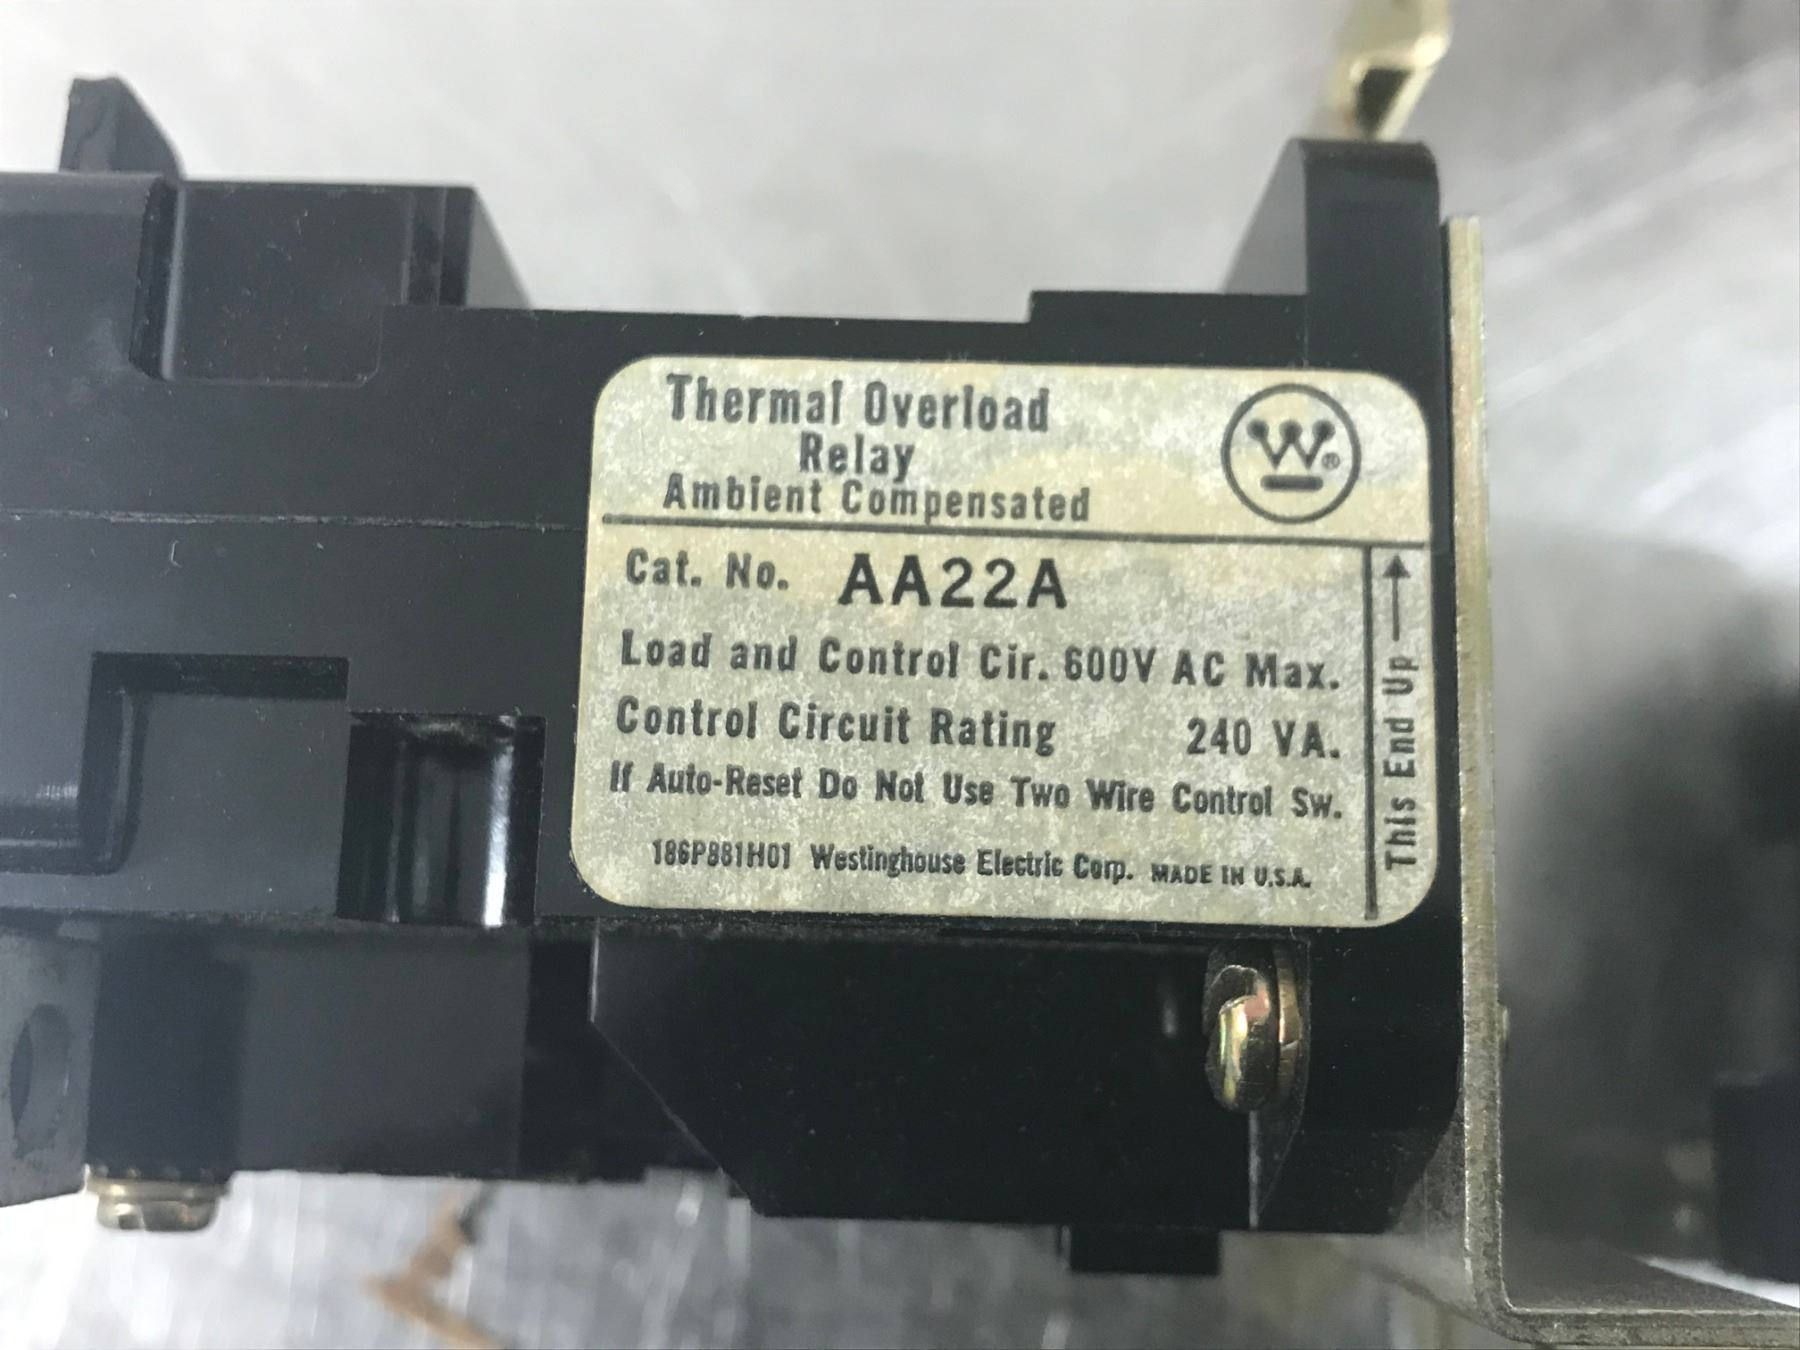 Thermal Overload
Relay
Ambient Compensated
W®
Cat. No. AA22A
Load and Control Cir. 600V AC Max.
Control Circuit Rating 240 VA.
If Auto-Reset Do Not Use Two Wire Control Sw.
186P881H01 Westinghouse Electric Corp. MADE IN U.S.A.
This End Up